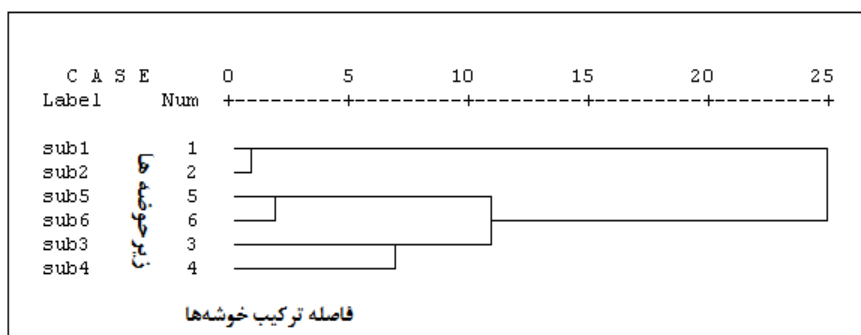 0 5 10 15 20 25
C A S E
Label Num
sub1 1
sub2 2
sub5 5
sub6 6
sub3 3
sub4 4
زیرحوضه ها
فاصله ترکیب خوشه‌ها